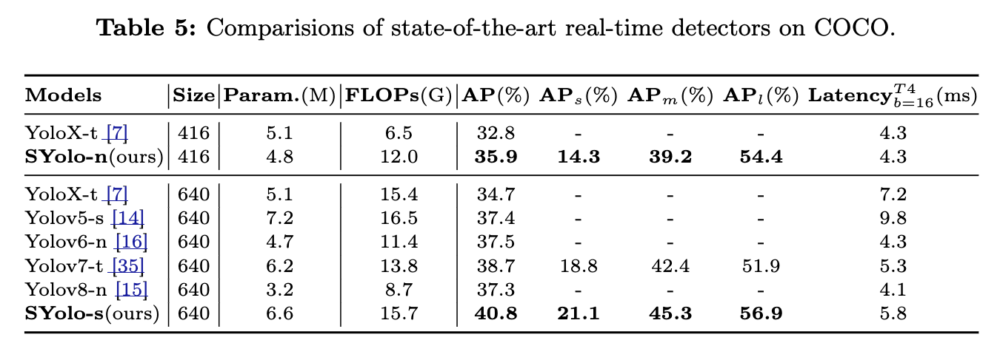 Table 5: Comparisions of state-of-the-art real-time detectors on COCO.
Models Size Param.(M) FLOPs(G) AP(%) APs(%) APm(%) APl(%) Latency T4 b=16 (ms)
YoloX-t [7] 416 5.1 6.5 32.8 - - - 4.3
SYolo-n(ours) 416 4.8 12.0 35.9 14.3 39.2 54.4 4.3
YoloX-t [7] 640 5.1 15.4 34.7 - - - 7.2
Yolov5-s [14] 640 7.2 16.5 37.4 - - - 9.8
Yolov6-n [16] 640 4.7 11.4 37.5 - - - 4.3
Yolov7-t [35] 640 6.2 13.8 38.7 18.8 42.4 51.9 5.3
Yolov8-n [15] 640 3.2 8.7 37.3 - - - 4.1
SYolo-s(ours) 640 6.6 15.7 40.8 21.1 45.3 56.9 5.8